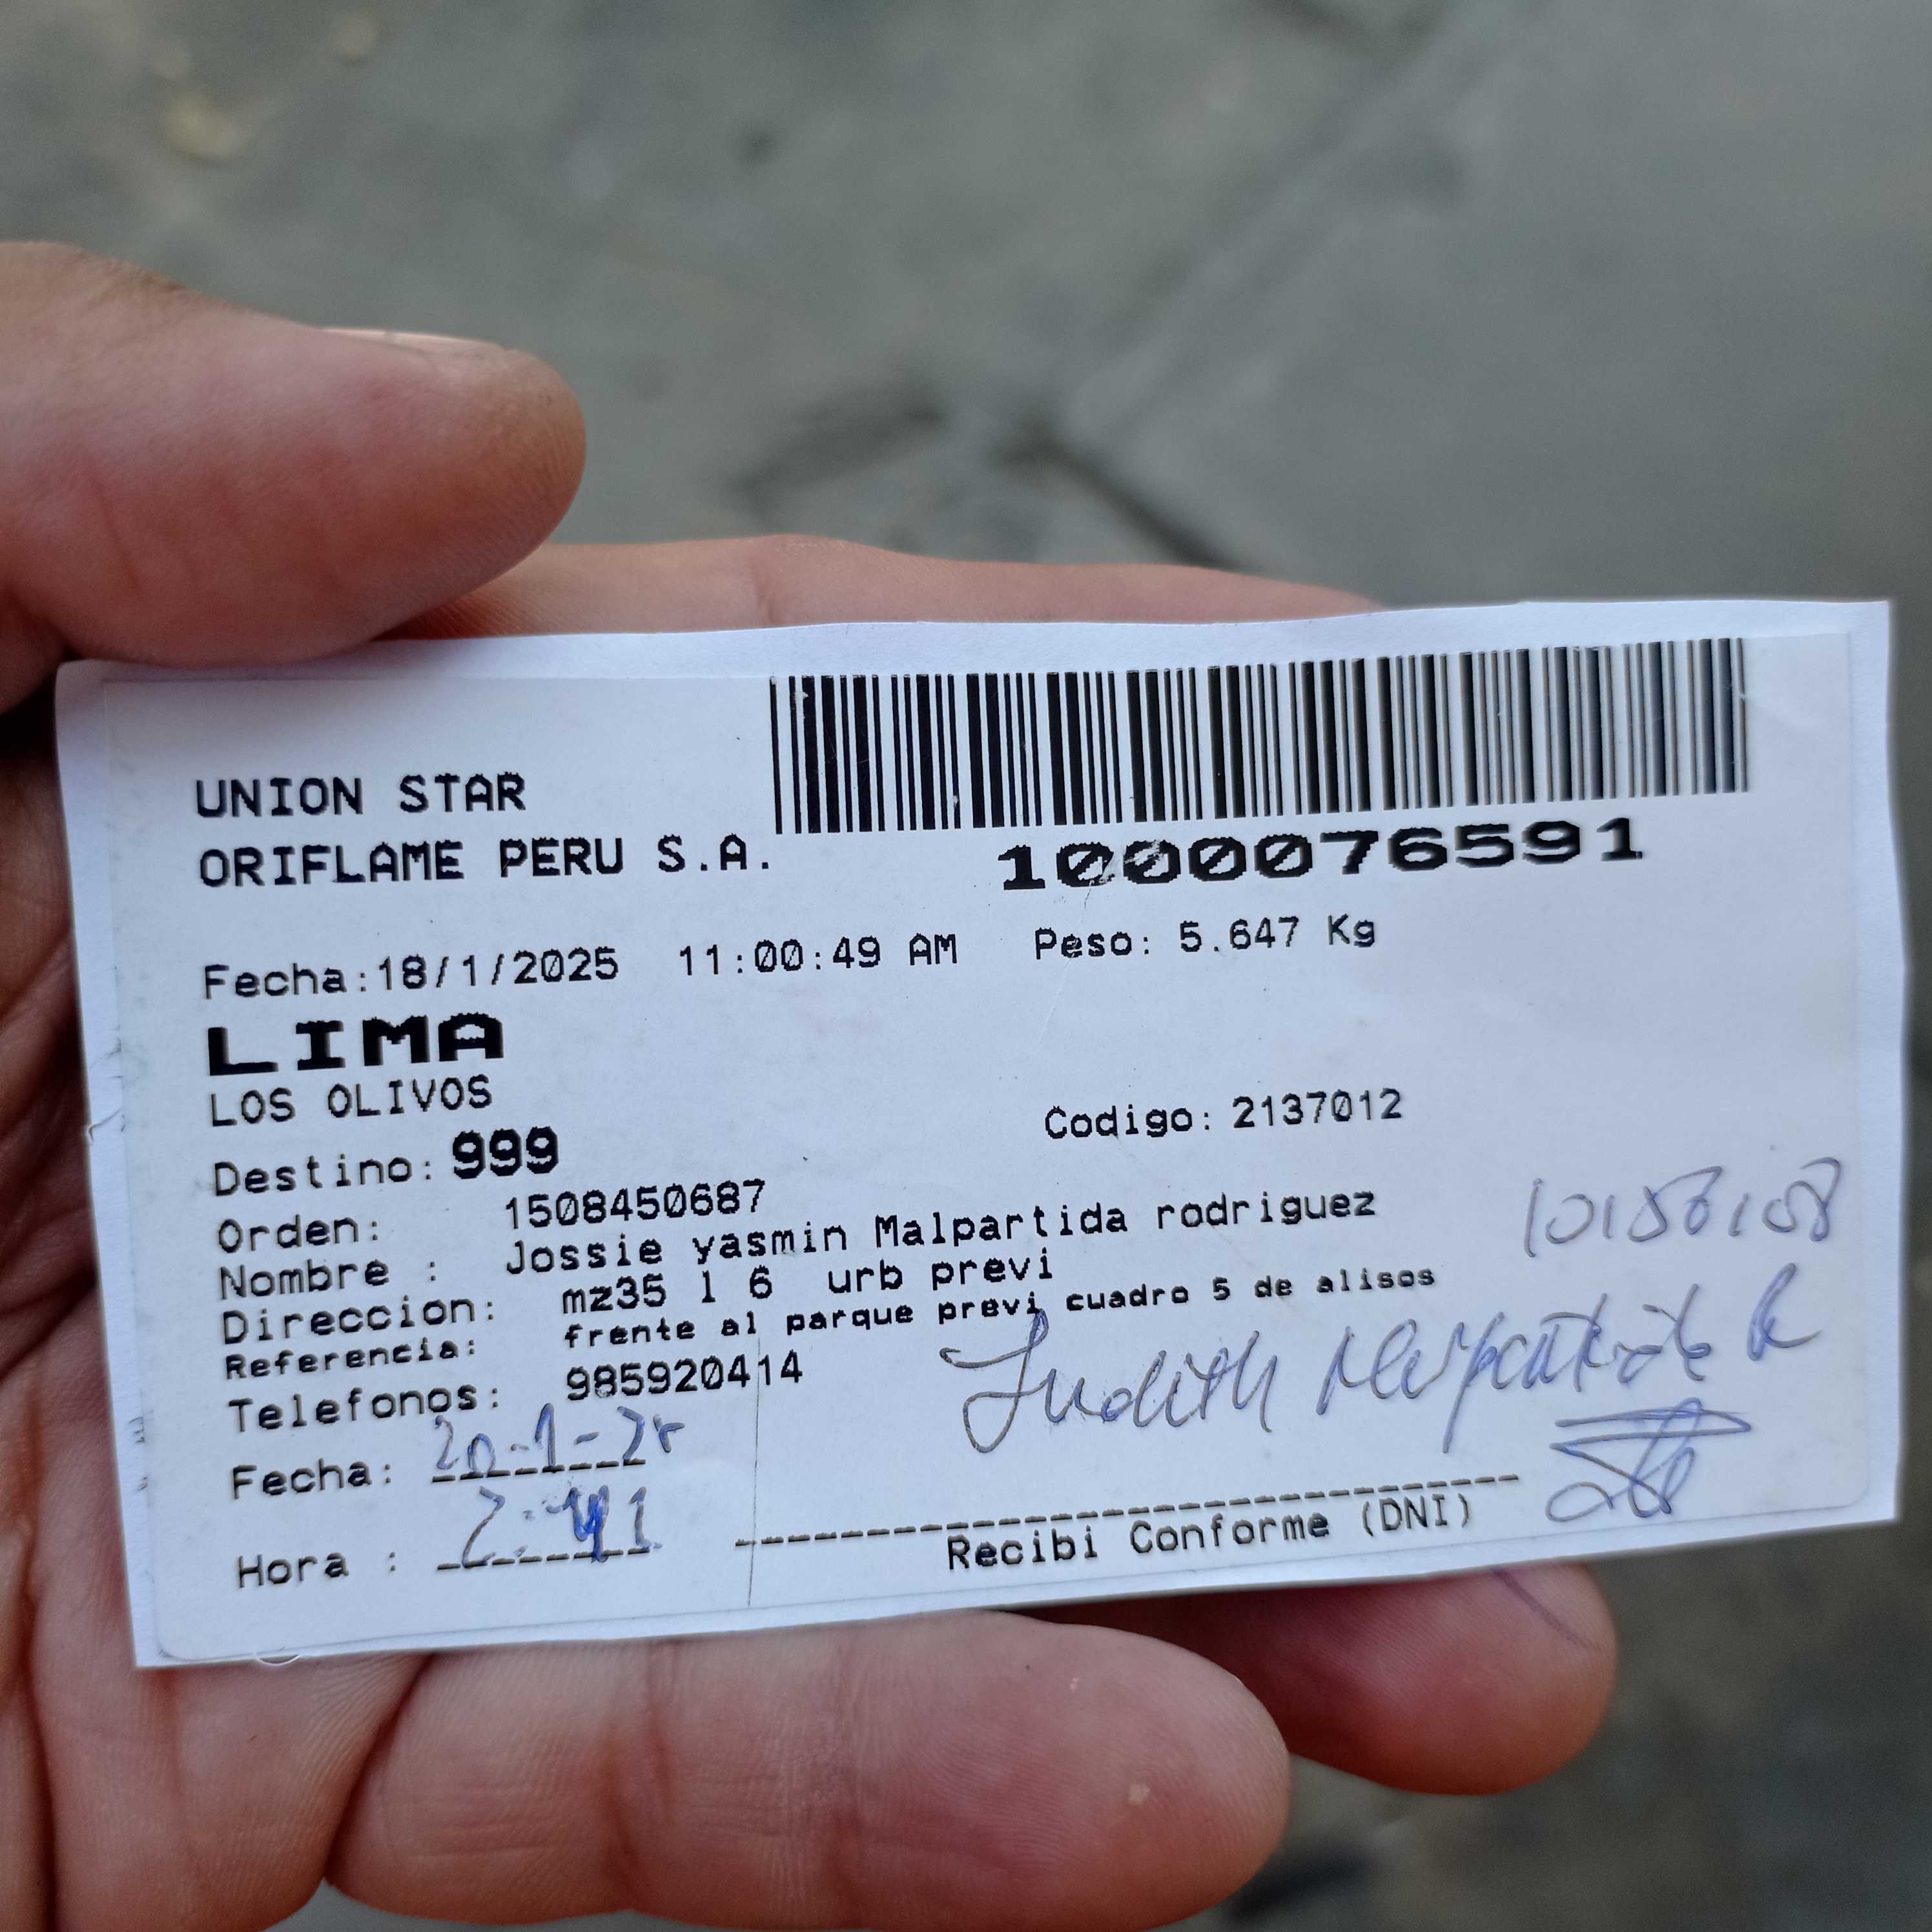 UNION STAR
ORIFLAME PERU S.A.
1000076591
Fecha:18/1/2025 11:00:49 AM Peso: 5.647 Kg
LIMA
LOS OLIVOS
Destino: 999 Codigo: 2137012
Orden: 1508450687
Nombre : Jossie yasmin Malpartida rodriguez
Direccion: mz35 l 6 urb previ
Referencia: frente al parque previ cuadro 5 de alisos
Telefonos: 985920414
Judith Malpartida R
Fecha: 20-1-25
Hora : 2:41
Recibi Conforme (DNI)